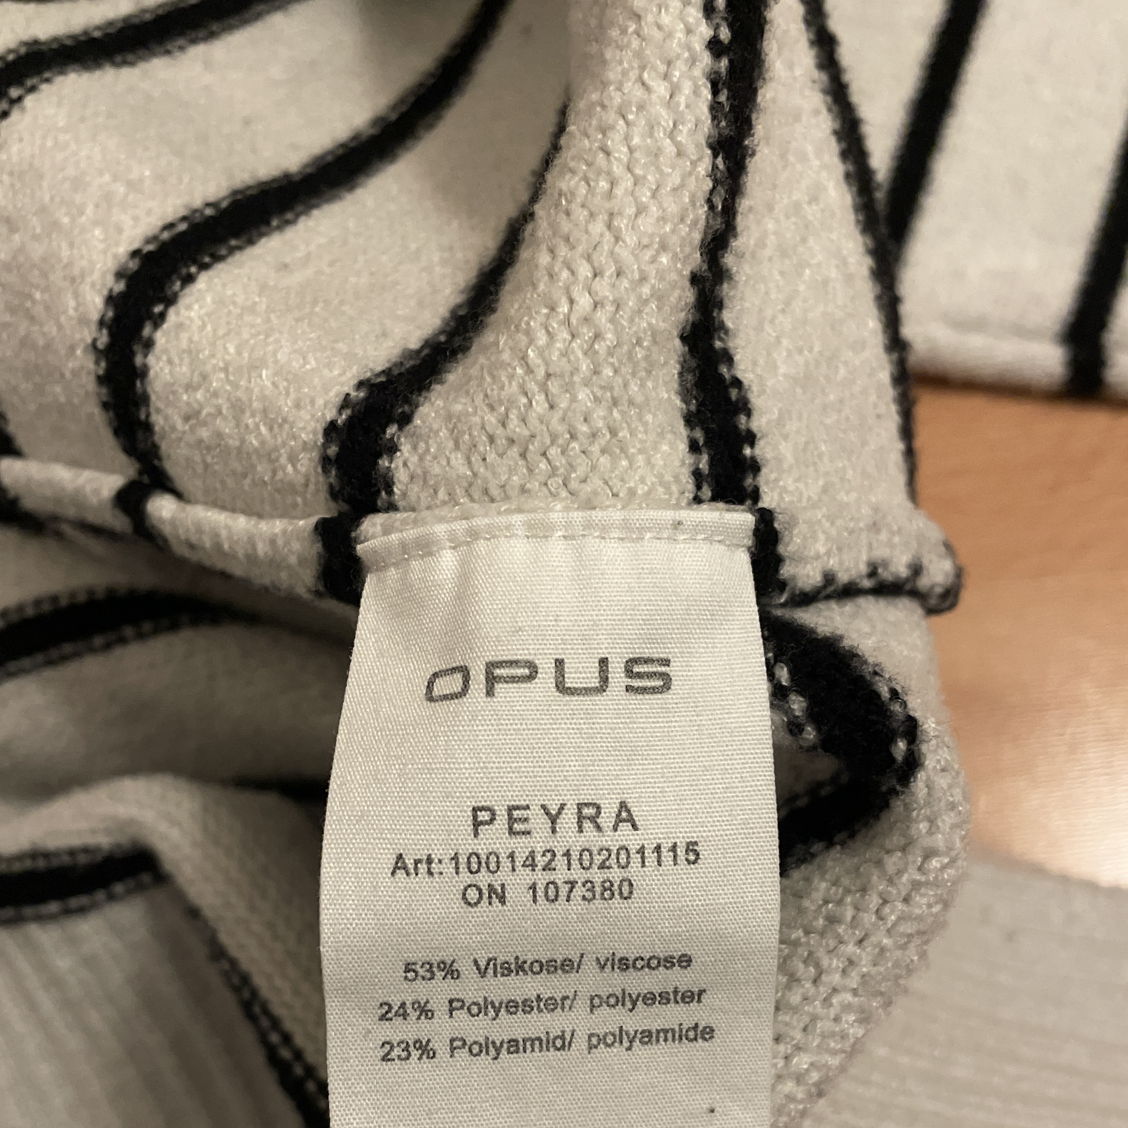 OPUS
PEYRA
Art:10014210201115
ON 107380
53% Viskose/ viscose
24% Polyester/ polyester
23% Polyamid/ polyamide